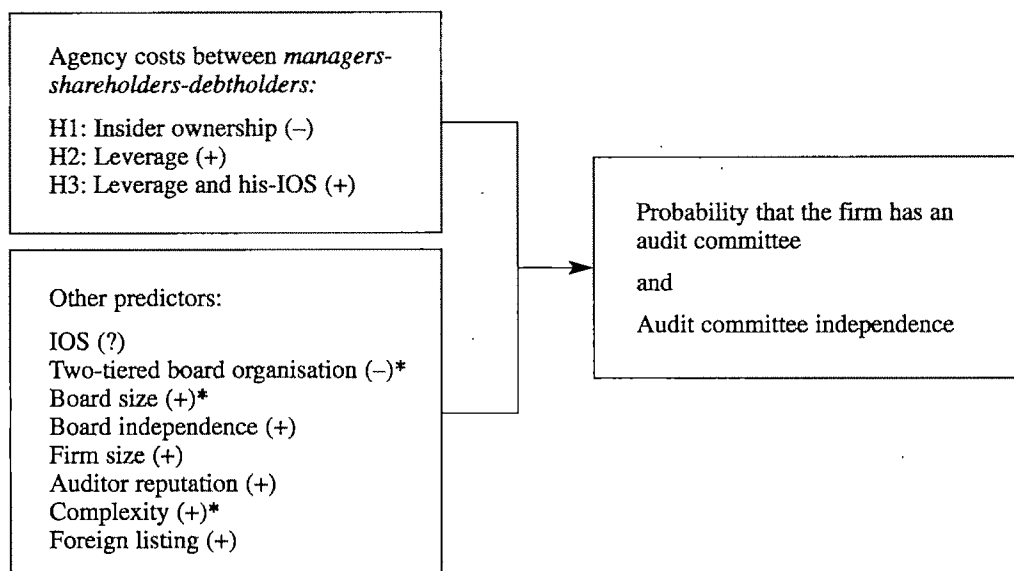 Agency costs between managers-
shareholders-debtholders:
H1: Insider ownership (–)
H2: Leverage (+)
H3: Leverage and his-IOS (+)
Other predictors:
IOS (?)
Two-tiered board organisation (–)*
Board size (+)*
Board independence (+)
Firm size (+)
Auditor reputation (+)
Complexity (+)*
Foreign listing (+)
Probability that the firm has an
audit committee
and
Audit committee independence